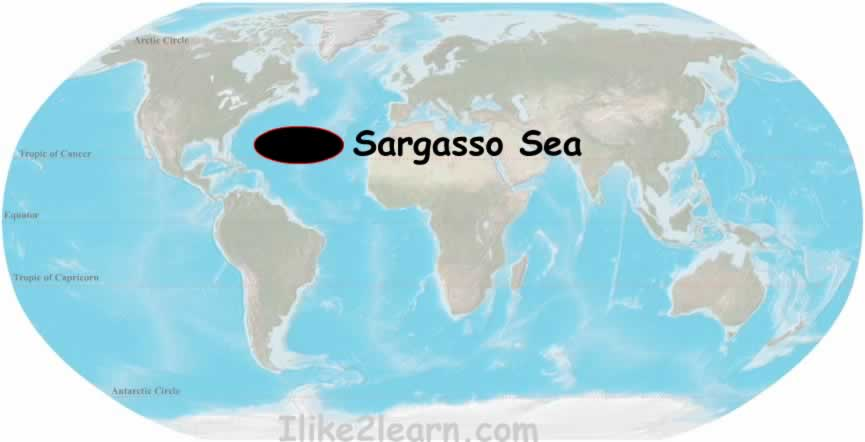 Arctic Circle
Sargasso Sea
Tropic of Cancer
Equator
Tropic of Capricorn
Antarctic Circle
Ilike2learn.com